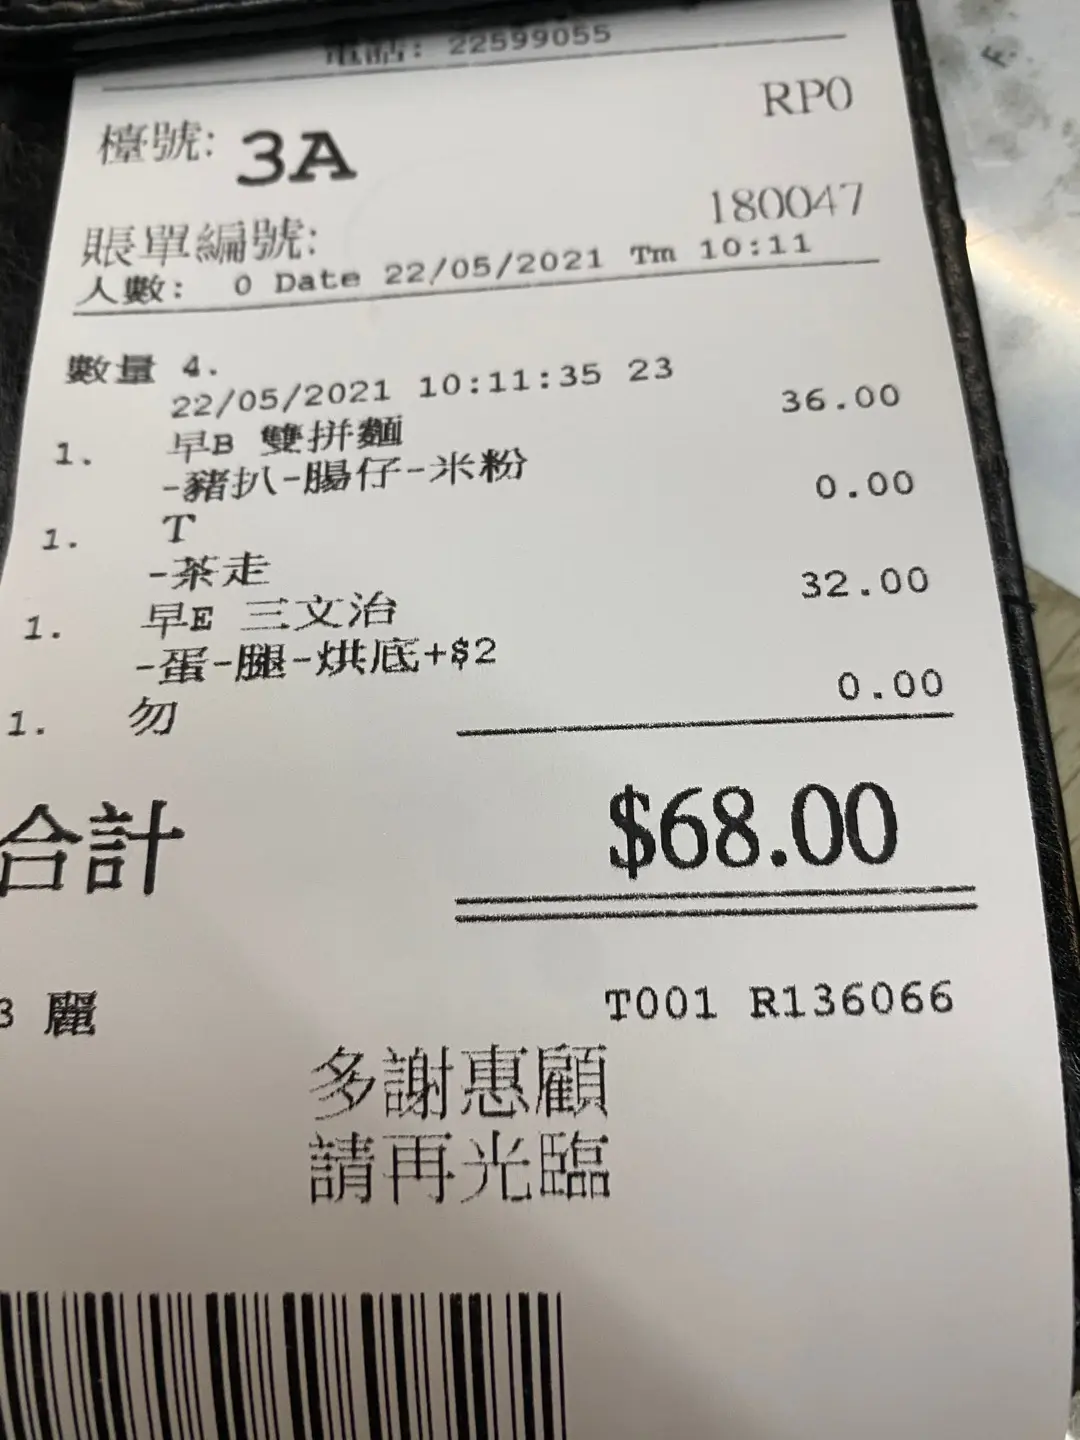 電話: 22599055
RP0
檯號: 3A
賬單編號: 180047
人數: 0 Date 22/05/2021 Tm 10:11
數量 4.
22/05/2021 10:11:35 23
1. 早B 雙拼麵 36.00
-豬扒-腸仔-米粉
1. T 0.00
-茶走
1. 早E 三文治 32.00
-蛋-腿-烘底+$2
1. 勿 0.00
合計 $68.00
3 麗 T001 R136066
多謝惠顧
請再光臨